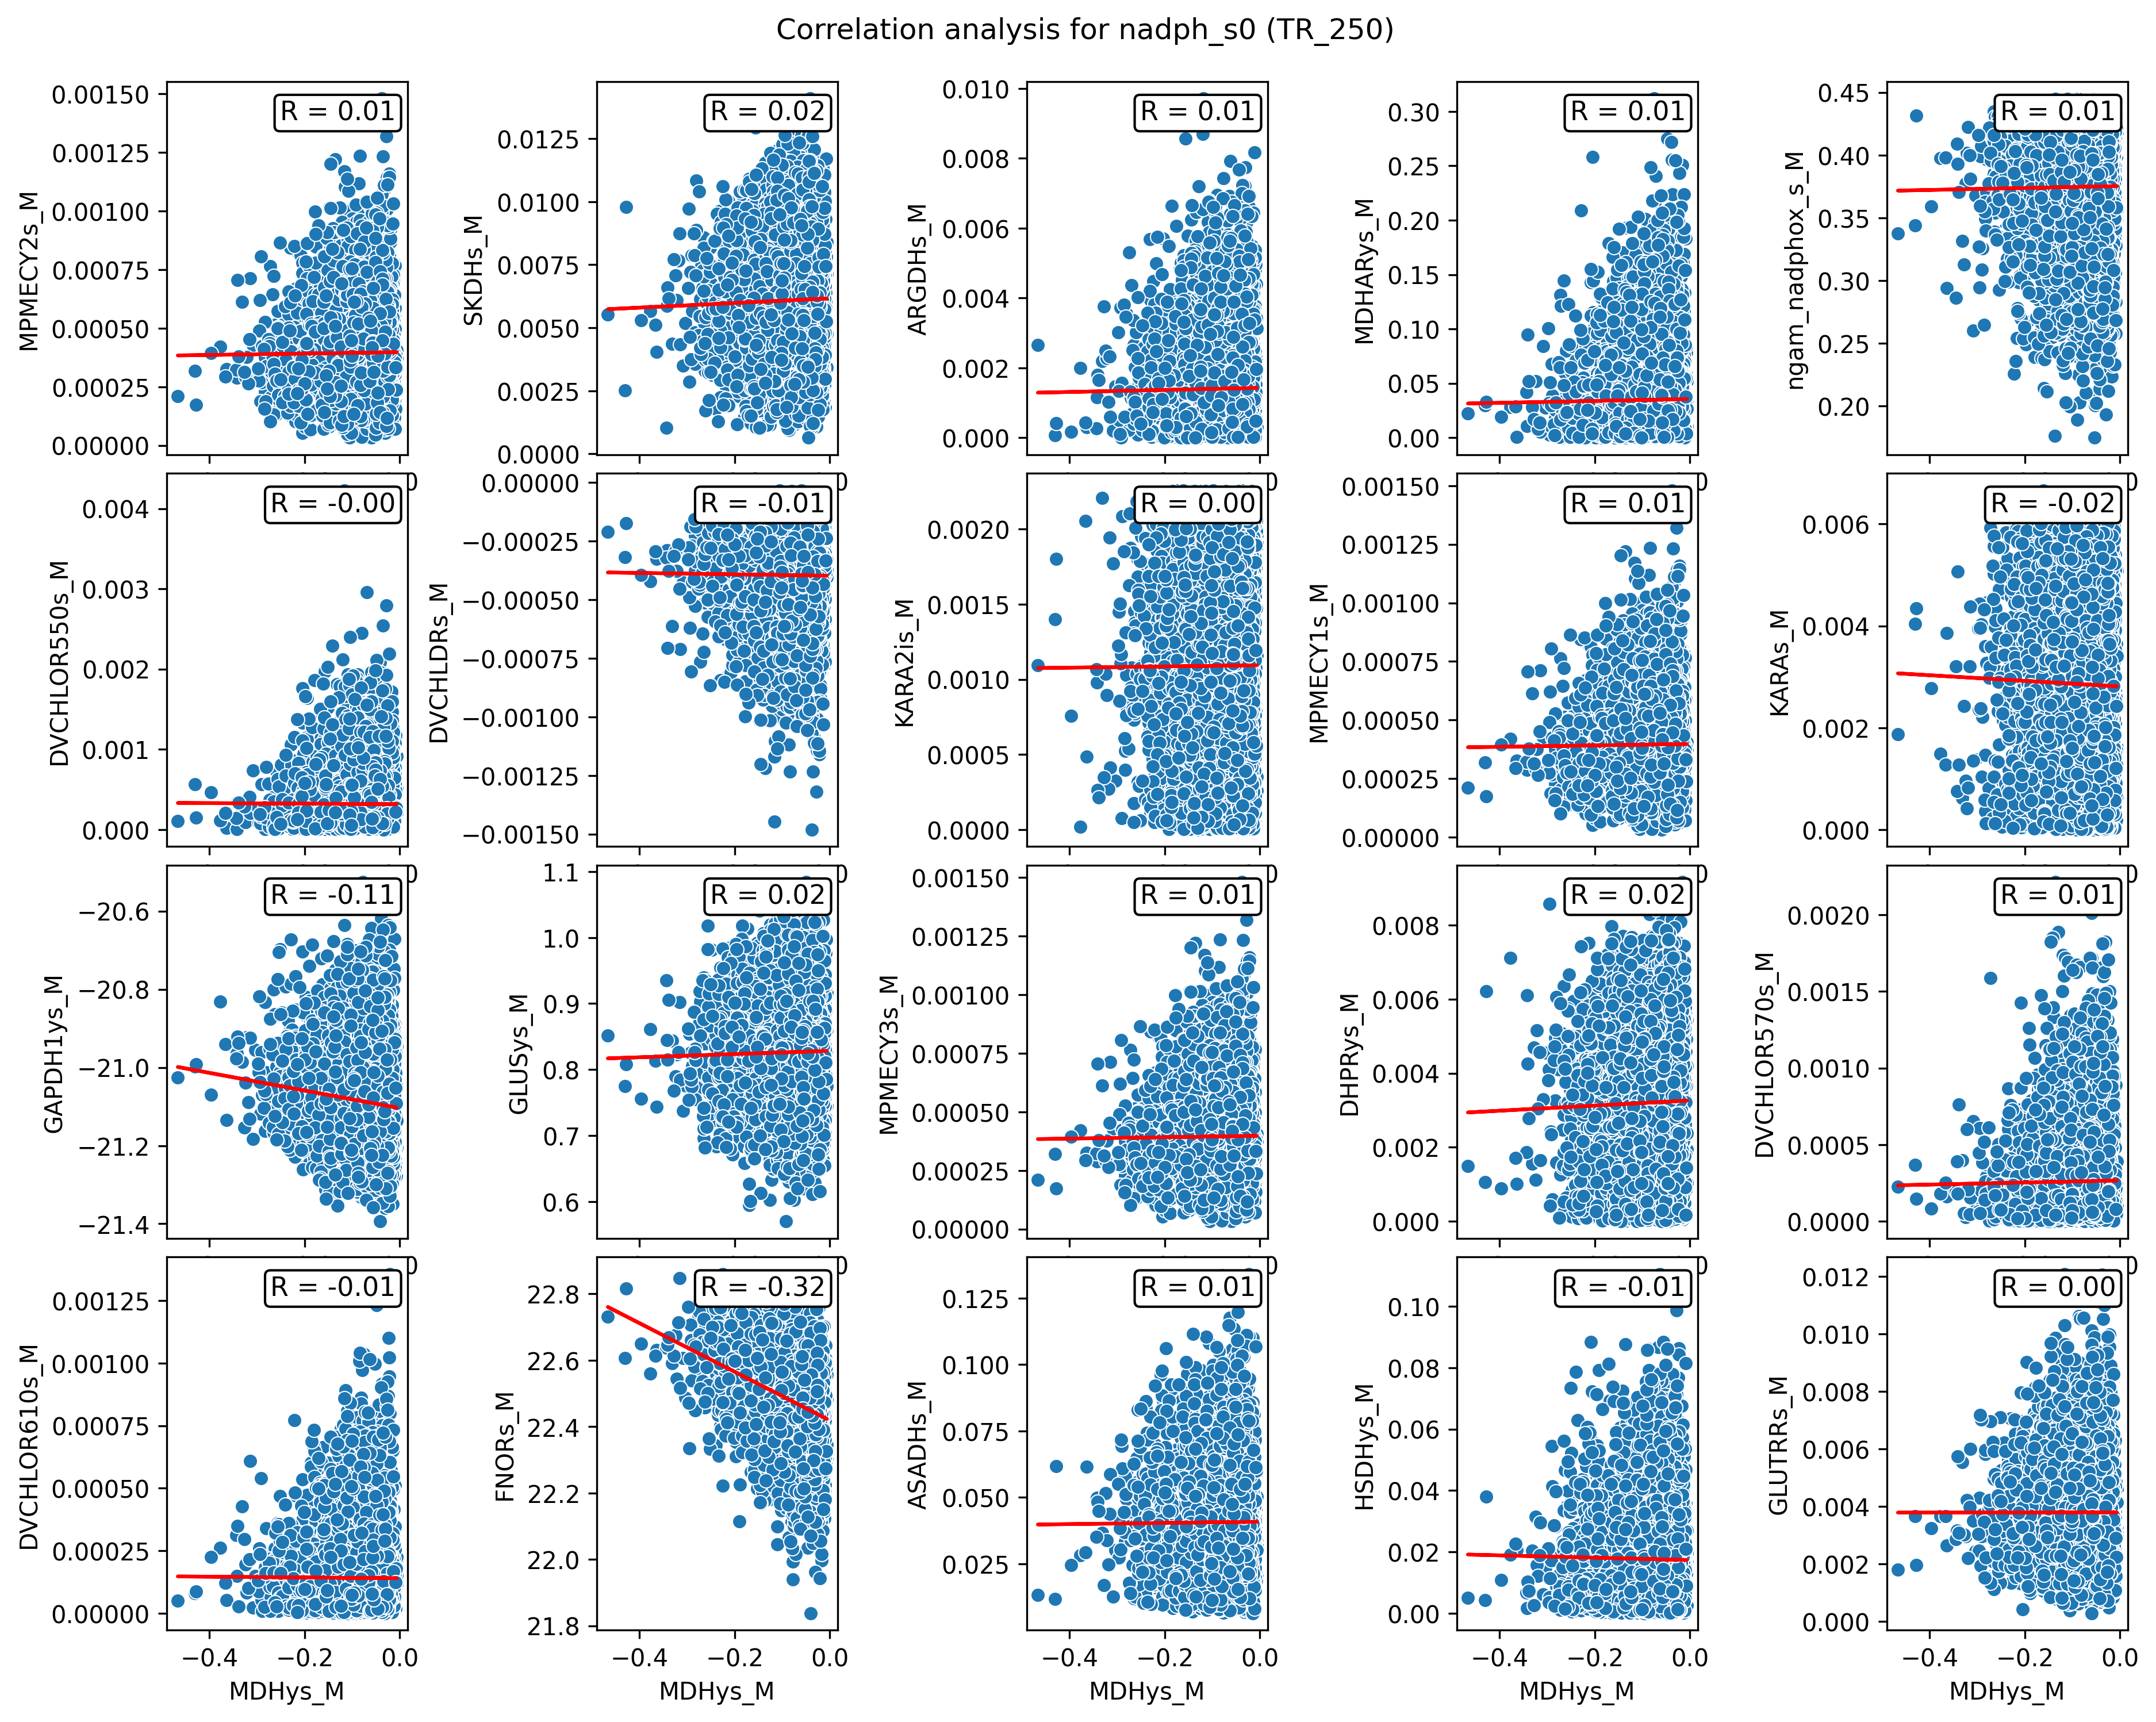 Correlation analysis for nadph_s0 (TR_250)
MPMECY2s_M
0.00150
0.00125
0.00100
0.00075
0.00050
0.00025
0.00000
R = 0.01
SKDHs_M
0.0125
0.0100
0.0075
0.0050
0.0025
0.0000
R = 0.02
ARGDHs_M
0.010
0.008
0.006
0.004
0.002
0.000
R = 0.01
MDHARys_M
0.30
0.25
0.20
0.15
0.10
0.05
0.00
R = 0.01
ngam_nadphox_s_M
0.45
0.40
0.35
0.30
0.25
0.20
R = 0.01
DVCHLOR550s_M
0.004
0.003
0.002
0.001
0.000
R = -0.00
0
DVCHLDRs_M
0.00000
−0.00025
−0.00050
−0.00075
−0.00100
−0.00125
−0.00150
R = -0.01
0
KARA2is_M
0.0020
0.0015
0.0010
0.0005
0.0000
R = 0.00
0
MPMECY1s_M
0.00150
0.00125
0.00100
0.00075
0.00050
0.00025
0.00000
R = 0.01
0
KARAs_M
0.006
0.004
0.002
0.000
R = -0.02
0
GAPDH1ys_M
−20.6
−20.8
−21.0
−21.2
−21.4
R = -0.11
0
GLUSys_M
1.1
1.0
0.9
0.8
0.7
0.6
R = 0.02
0
MPMECY3s_M
0.00150
0.00125
0.00100
0.00075
0.00050
0.00025
0.00000
R = 0.01
0
DHPRys_M
0.008
0.006
0.004
0.002
0.000
R = 0.02
0
DVCHLOR570s_M
0.0020
0.0015
0.0010
0.0005
0.0000
R = 0.01
0
DVCHLOR610s_M
0.00125
0.00100
0.00075
0.00050
0.00025
0.00000
R = -0.01
0
−0.4 −0.2 0.0
MDHys_M
FNORs_M
22.8
22.6
22.4
22.2
22.0
21.8
R = -0.32
0
−0.4 −0.2 0.0
MDHys_M
ASADHs_M
0.125
0.100
0.075
0.050
0.025
R = 0.01
0
−0.4 −0.2 0.0
MDHys_M
HSDHys_M
0.10
0.08
0.06
0.04
0.02
0.00
R = -0.01
0
−0.4 −0.2 0.0
MDHys_M
GLUTRRs_M
0.012
0.010
0.008
0.006
0.004
0.002
0.000
R = 0.00
0
−0.4 −0.2 0.0
MDHys_M